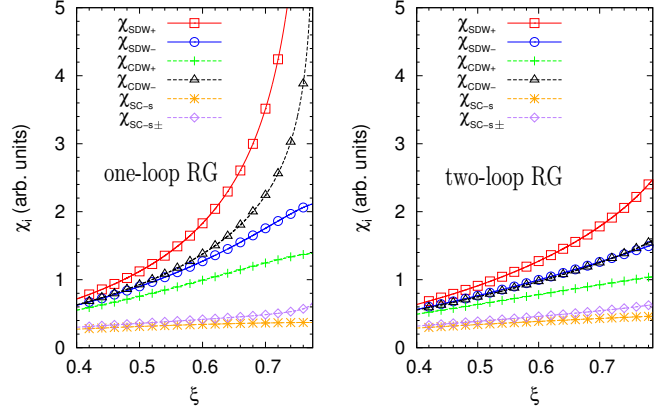 5
4
3
2
1
0
χi (arb. units)
χSDW+
χSDW−
χCDW+
χCDW−
χSC−s
χSC−s±
one-loop RG
0.4 0.5 0.6 0.7
ξ
5
4
3
2
1
0
χi (arb. units)
χSDW+
χSDW−
χCDW+
χCDW−
χSC−s
χSC−s±
two-loop RG
0.4 0.5 0.6 0.7
ξ